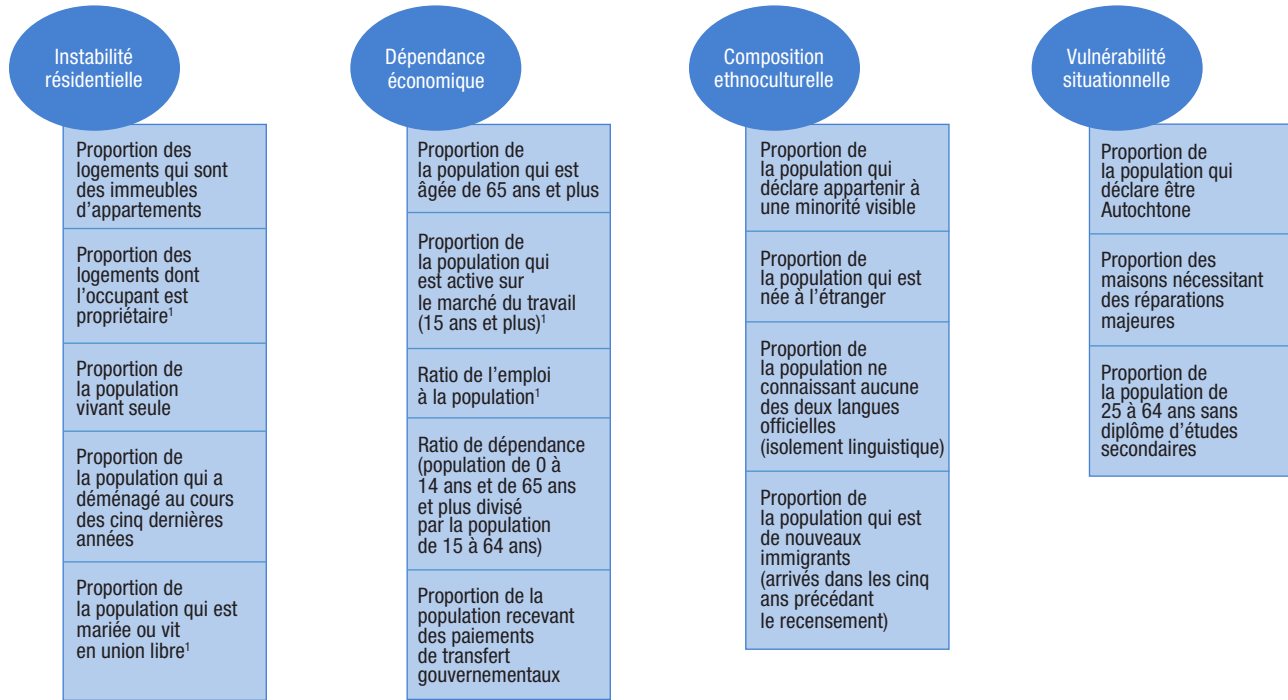 Instabilité
résidentielle
Proportion des
logements qui sont
des immeubles
d’appartements
Proportion des
logements dont
l’occupant est
propriétaire¹
Proportion de
la population
vivant seule
Proportion de
la population qui a
déménagé au cours
des cinq dernières
années
Proportion de
la population qui est
mariée ou vit
en union libre¹
Dépendance
économique
Proportion de
la population qui est
âgée de 65 ans et plus
Proportion de
la population qui
est active sur
le marché du travail
(15 ans et plus)¹
Ratio de l’emploi
à la population¹
Ratio de dépendance
(population de 0 à
14 ans et de 65 ans
et plus divisé
par la population
de 15 à 64 ans)
Proportion de la
population recevant
des paiements
de transfert
gouvernementaux
Composition
ethnoculturelle
Proportion de
la population qui
déclare appartenir à
une minorité visible
Proportion de
la population qui est
née à l’étranger
Proportion de
la population ne
connaissant aucune
des deux langues
officielles
(isolement linguistique)
Proportion de
la population qui est
de nouveaux
immigrants
(arrivés dans les cinq
ans précédant
le recensement)
Vulnérabilité
situationnelle
Proportion de
la population qui
déclare être
Autochtone
Proportion des
maisons nécessitant
des réparations
majeures
Proportion de
la population de
25 à 64 ans sans
diplôme d’études
secondaires